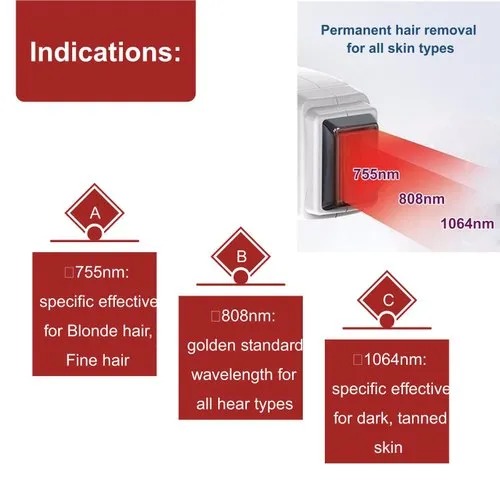 Indications:
Permanent hair removal
for all skin types
755nm
808nm
1064nm
A
□755nm:
specific effective
for Blonde hair,
Fine hair
B
□808nm:
golden standard
wavelength for
all hear types
C
□1064nm:
specific effective
for dark, tanned
skin